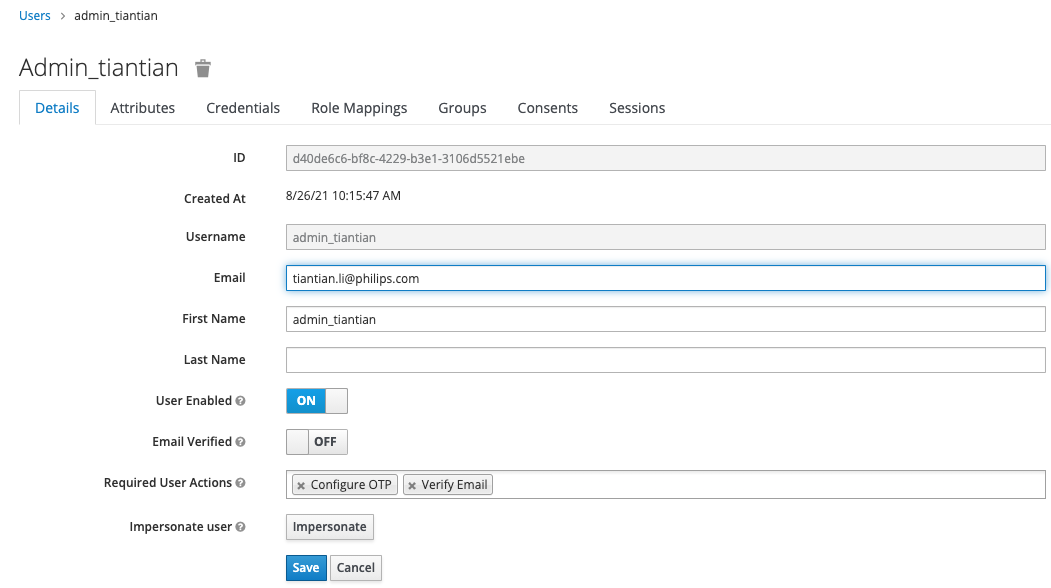 Users > admin_tiantian
Admin_tiantian
Details Attributes Credentials Role Mappings Groups Consents Sessions
ID d40de6c6-bf8c-4229-b3e1-3106d5521ebe
Created At 8/26/21 10:15:47 AM
Username admin_tiantian
Email tiantian.li@philips.com
First Name admin_tiantian
Last Name
User Enabled ON
Email Verified OFF
Required User Actions × Configure OTP × Verify Email
Impersonate user Impersonate
Save Cancel